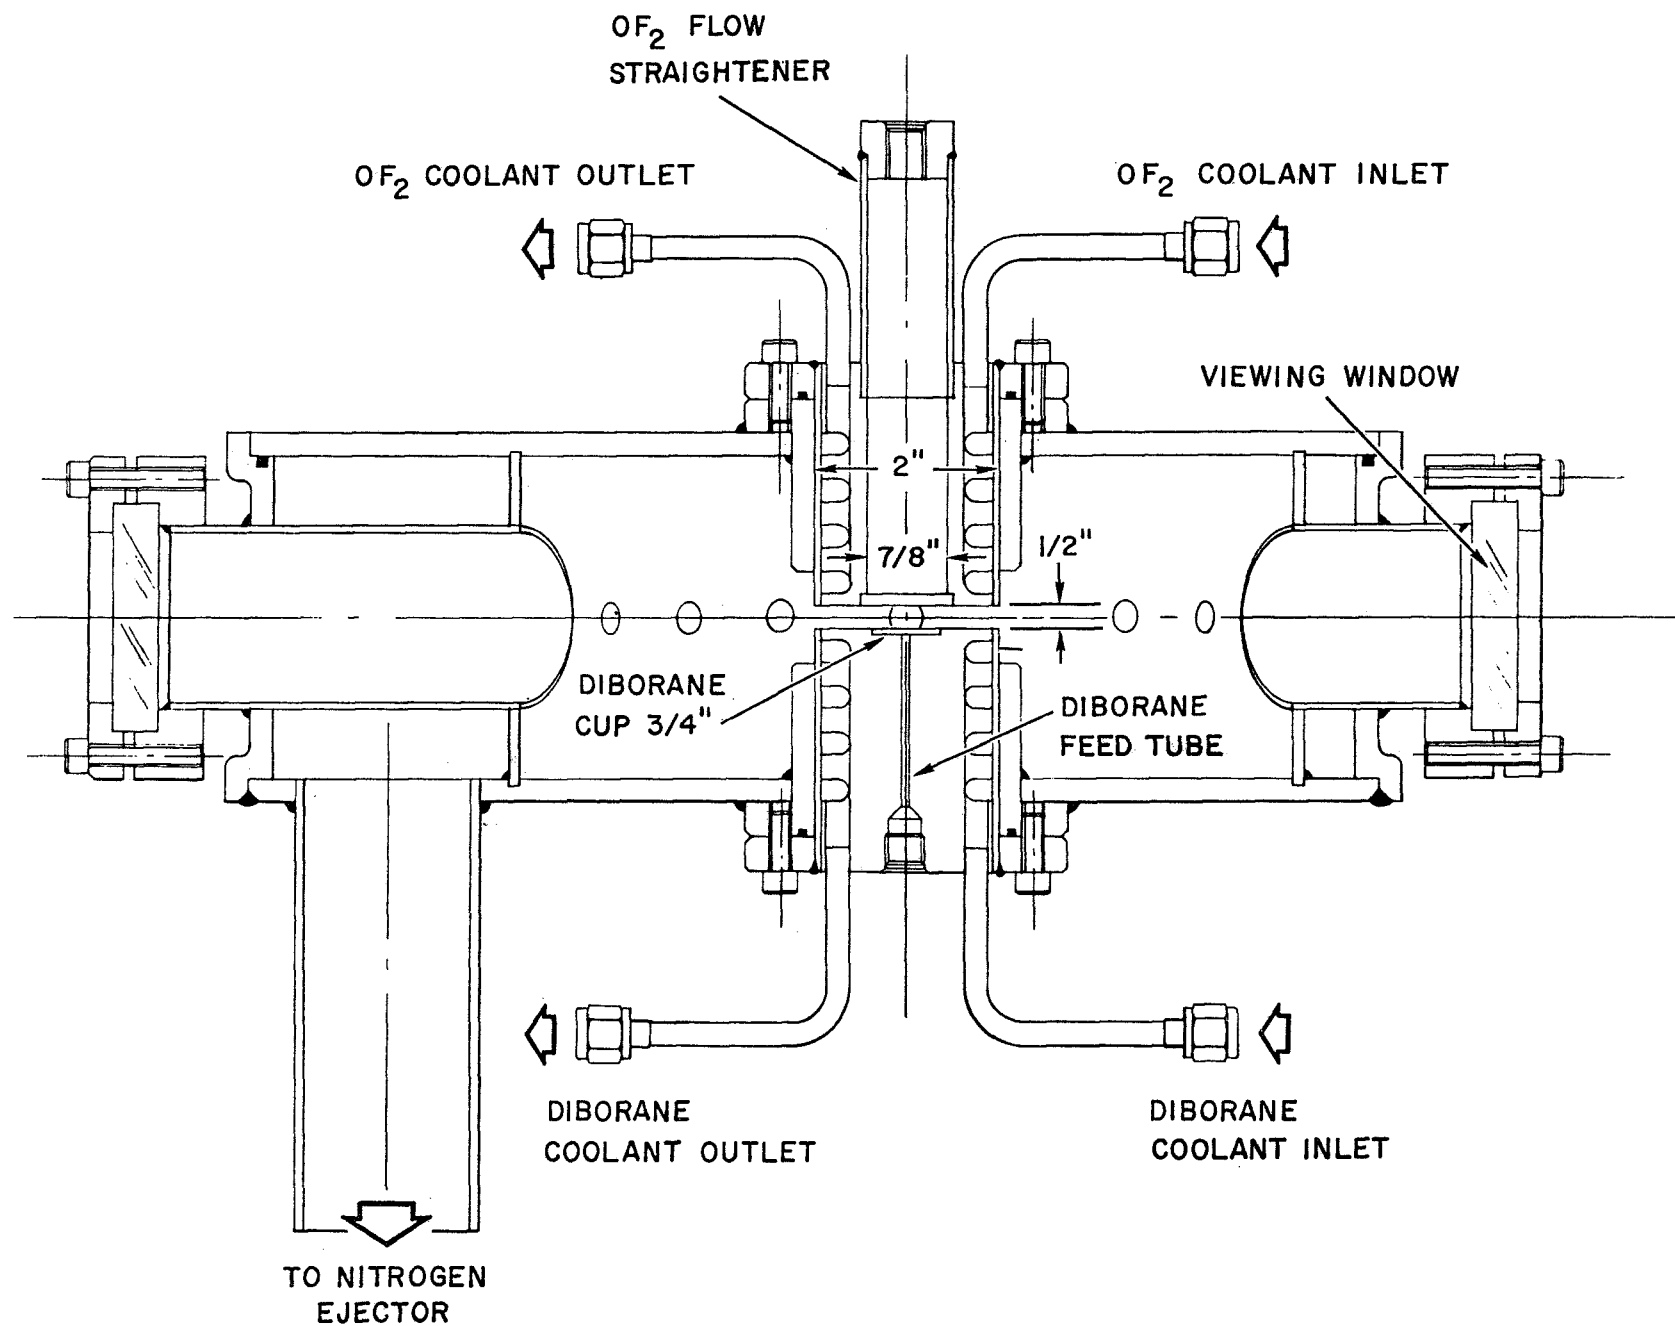 OF₂ FLOW
STRAIGHTENER
OF₂ COOLANT OUTLET
OF₂ COOLANT INLET
VIEWING WINDOW
2"
7/8"
1/2"
DIBORANE
CUP 3/4"
DIBORANE
FEED TUBE
DIBORANE
COOLANT OUTLET
DIBORANE
COOLANT INLET
TO NITROGEN
EJECTOR